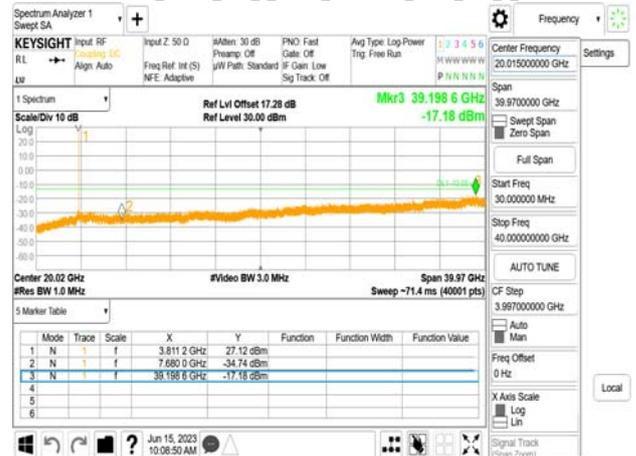 Spectrum Analyzer 1
Swept SA
Frequency
KEYSIGHT
Input: RF
Coupling: DC
Align: Auto
Input Z: 50 Ω
Freq Ref: Int (S)
NFE: Adaptive
#Atten: 30 dB
Preamp: Off
µW Path: Standard
PNO: Fast
Gate: Off
IF Gain: Low
Sig Track: Off
Avg Type: Log-Power
Trig: Free Run
1 2 3 4 5 6
M W W W W W
P N N N N N
RL
Center Frequency
20.015000000 GHz
Settings
1 Spectrum
Scale/Div 10 dB
Ref Lvl Offset 17.28 dB
Ref Level 30.00 dBm
Mkr3 39.198 6 GHz
-17.18 dBm
Span
39.9700000 GHz
Swept Span
Zero Span
Full Span
Start Freq
30.000000 MHz
Stop Freq
40.000000000 GHz
AUTO TUNE
CF Step
3.997000000 GHz
Auto
Man
Freq Offset
0 Hz
X Axis Scale
Log
Lin
Signal Track
(Span Zoom)
Local
Log
20.0
10.0
0.00
-10.0
-20.0
-30.0
-40.0
-50.0
-60.0
1
2
Center 20.02 GHz
#Res BW 1.0 MHz
#Video BW 3.0 MHz
Span 39.97 GHz
Sweep ~71.4 ms (40001 pts)
5 Marker Table
Mode Trace Scale X Y Function Function Width Function Value
1 N 1 f 3.811 2 GHz 27.12 dBm
2 N 1 f 7.680 0 GHz -34.74 dBm
3 N 1 f 39.198 6 GHz -17.18 dBm
4
5
6
Jun 15, 2023
10:08:50 AM